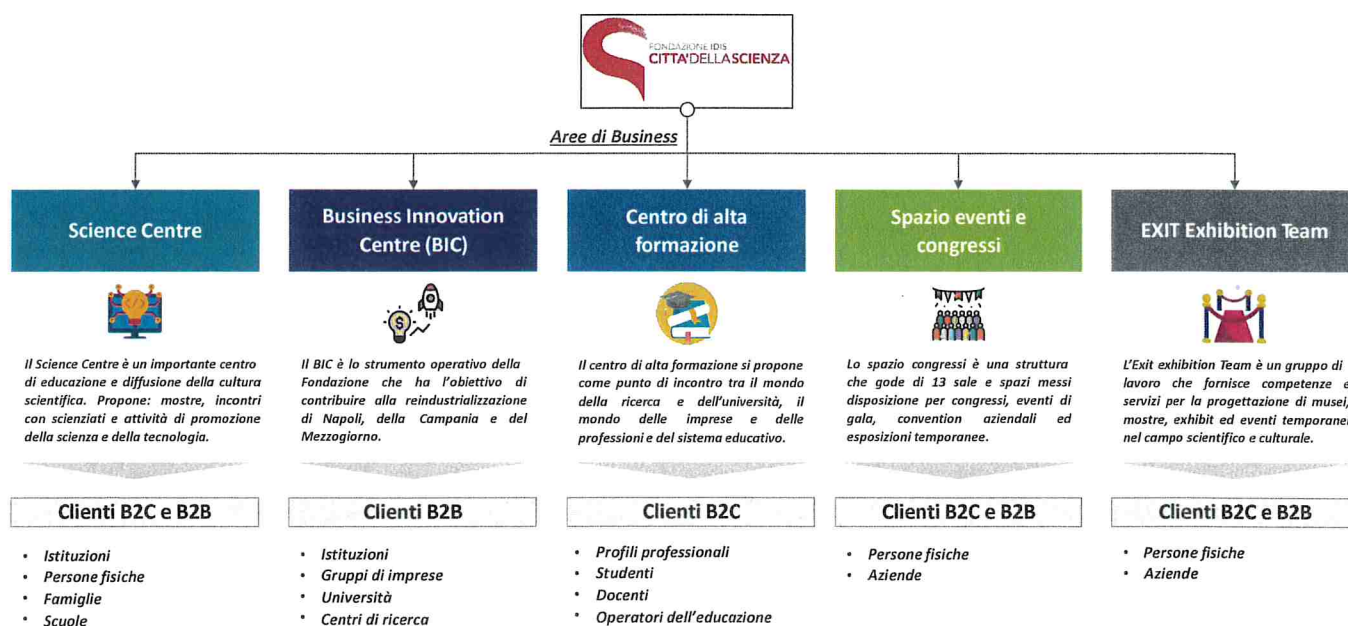 FONDAZIONE IDIS
CITTA'DELLASCIENZA
Aree di Business
Science Centre
Il Science Centre è un importante centro
di educazione e diffusione della cultura
scientifica. Propone: mostre, incontri
con scienziati e attività di promozione
della scienza e della tecnologia.
Clienti B2C e B2B
• Istituzioni
• Persone fisiche
• Famiglie
• Scuole
Business Innovation
Centre (BIC)
Il BIC è lo strumento operativo della
Fondazione che ha l'obiettivo di
contribuire alla reindustrializzazione
di Napoli, della Campania e del
Mezzogiorno.
Clienti B2B
• Istituzioni
• Gruppi di imprese
• Università
• Centri di ricerca
Centro di alta
formazione
Il centro di alta formazione si propone
come punto di incontro tra il mondo
della ricerca e dell'università, il
mondo delle imprese e delle
professioni e del sistema educativo.
Clienti B2C
• Profili professionali
• Studenti
• Docenti
• Operatori dell'educazione
Spazio eventi e
congressi
Lo spazio congressi è una struttura
che gode di 13 sale e spazi messi
disposizione per congressi, eventi di
gala, convention aziendali ed
esposizioni temporanee.
Clienti B2C e B2B
• Persone fisiche
• Aziende
EXIT Exhibition Team
L'Exit exhibition Team è un gruppo di
lavoro che fornisce competenze e
servizi per la progettazione di musei,
mostre, exhibit ed eventi temporanei
nel campo scientifico e culturale.
Clienti B2C e B2B
• Persone fisiche
• Aziende